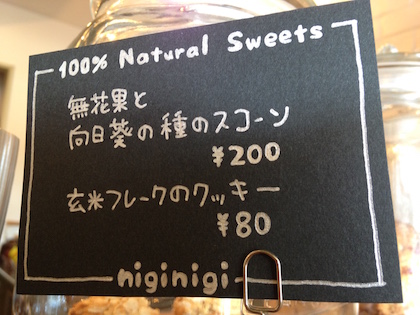 100% Natural Sweets
無花果と
向日葵の種のスコーン
¥200
玄米フレークのクッキー
¥80
niginigi